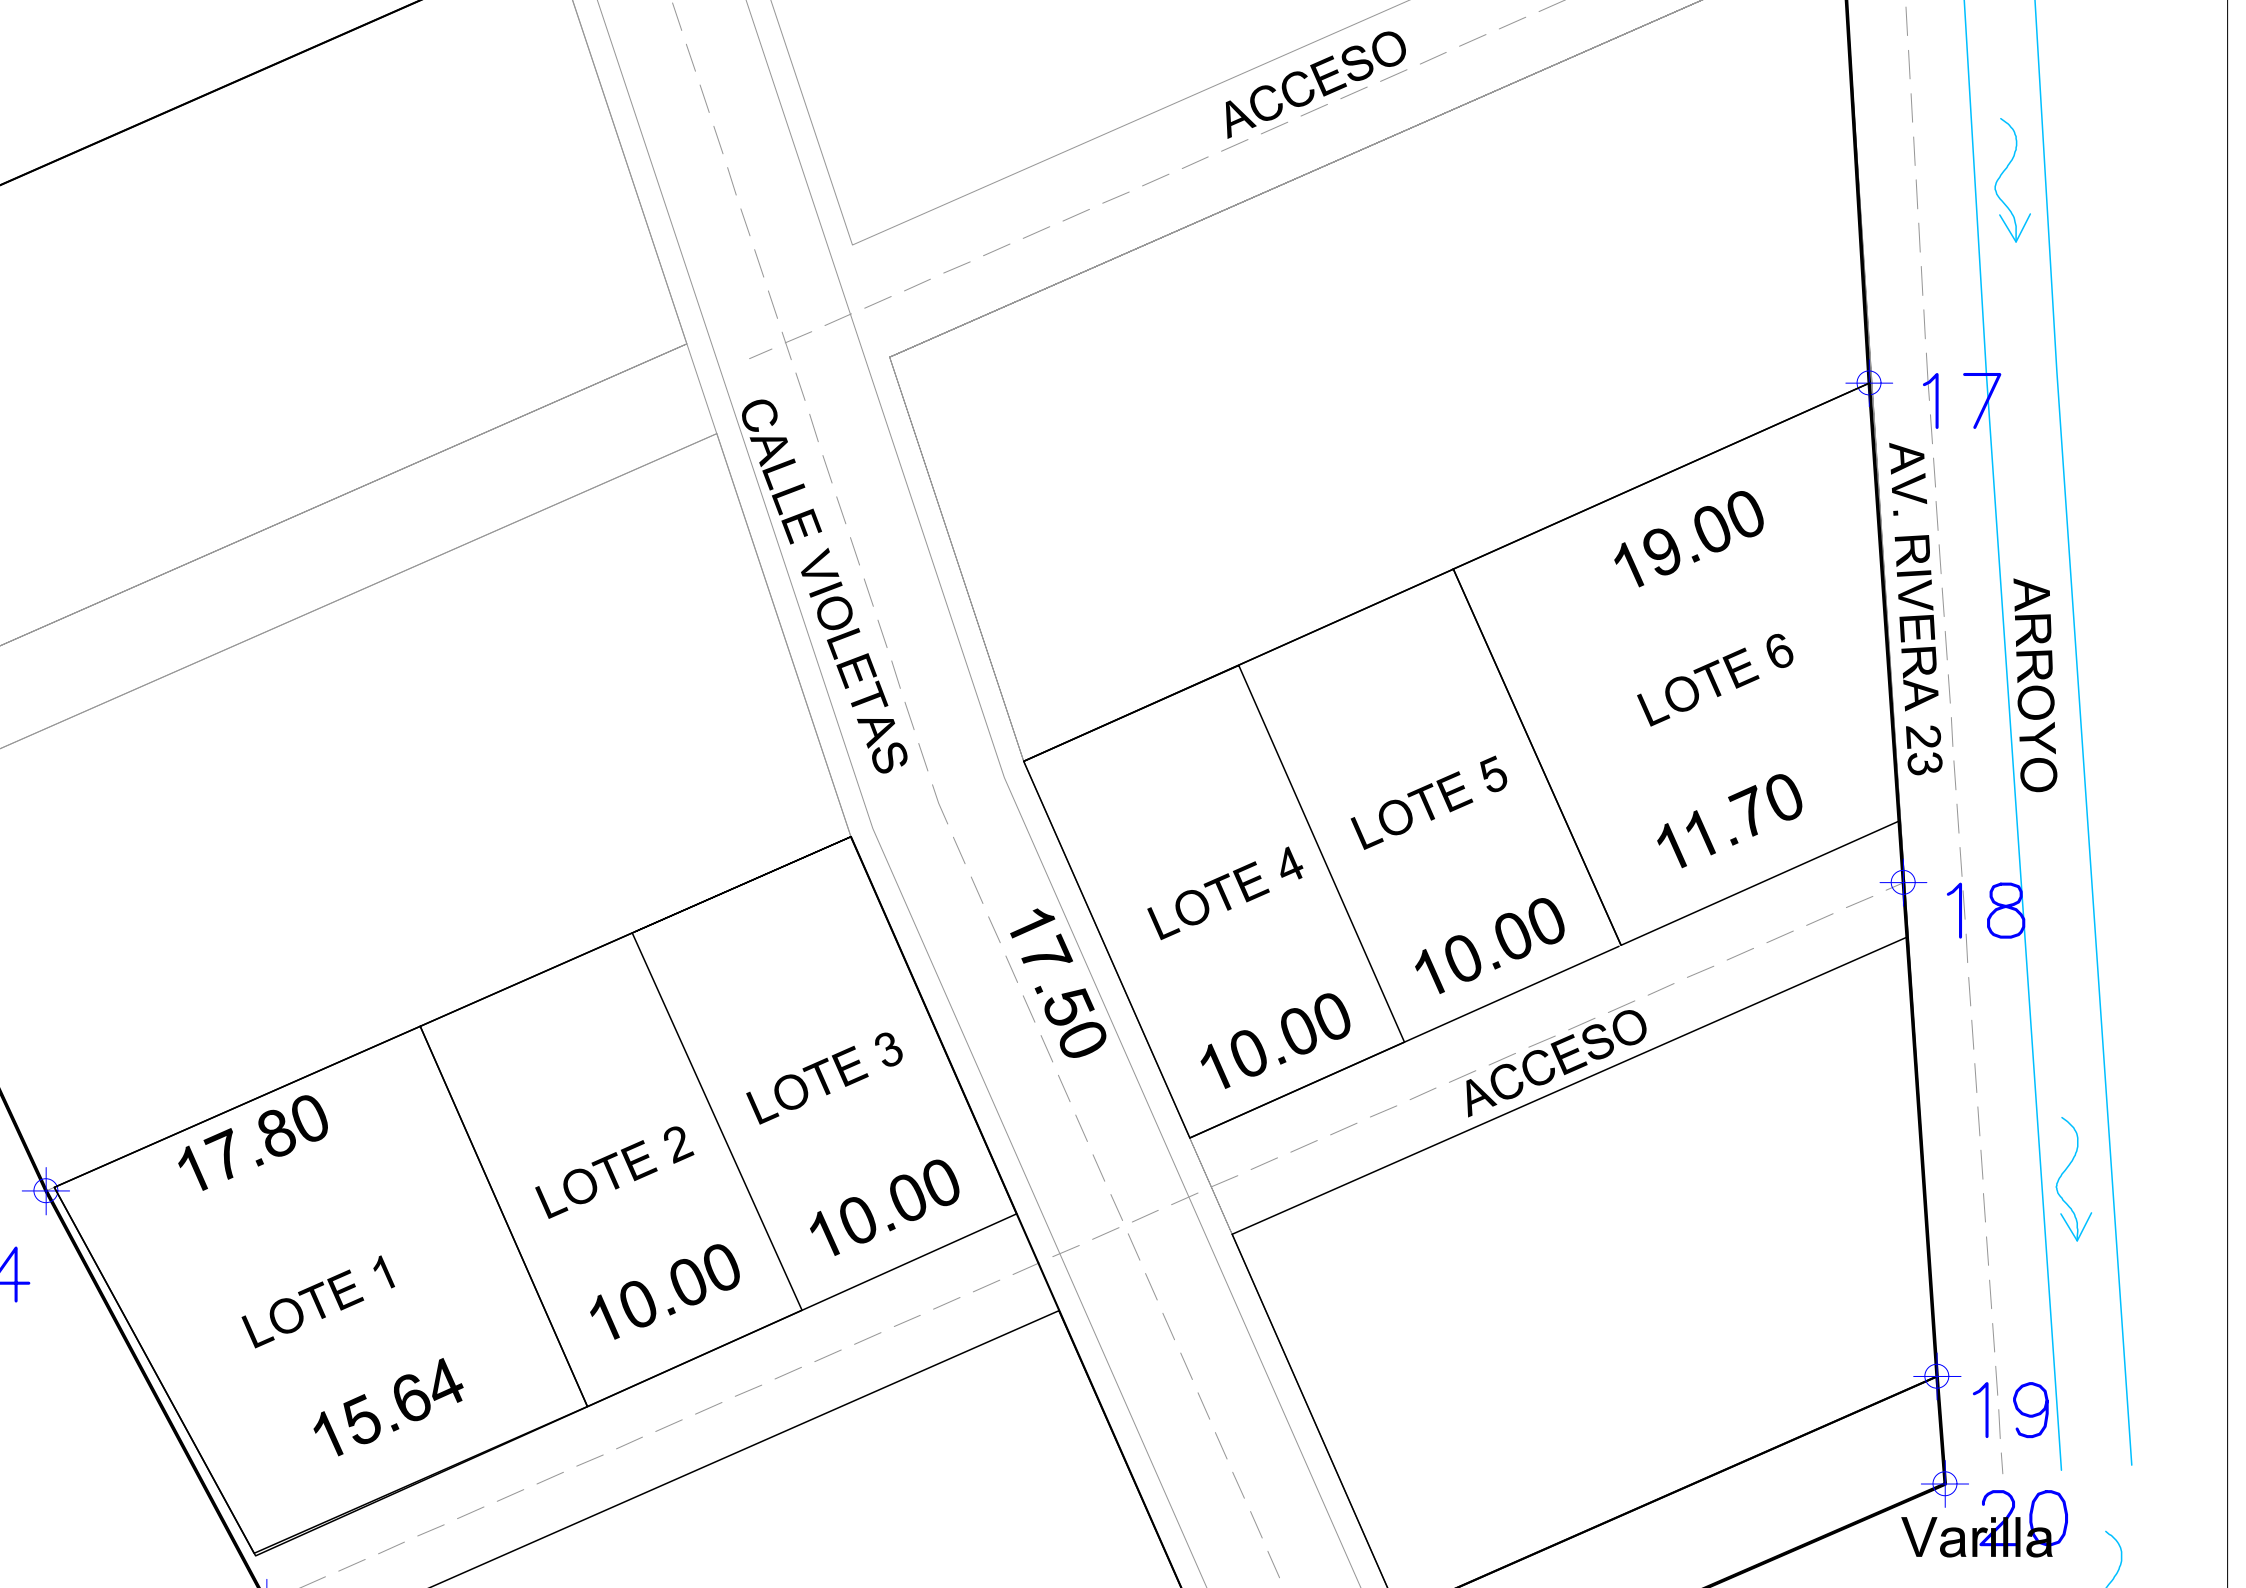 ACCESO
17
CALLE VIOLETAS
AV. RIVERA 23
19.00
ARROYO
LOTE 6
LOTE 5
11.70
LOTE 4
18
10.00
17.50
10.00
ACCESO
LOTE 3
17.80
LOTE 2
10.00
4
LOTE 1
10.00
15.64
19
20
Varilla